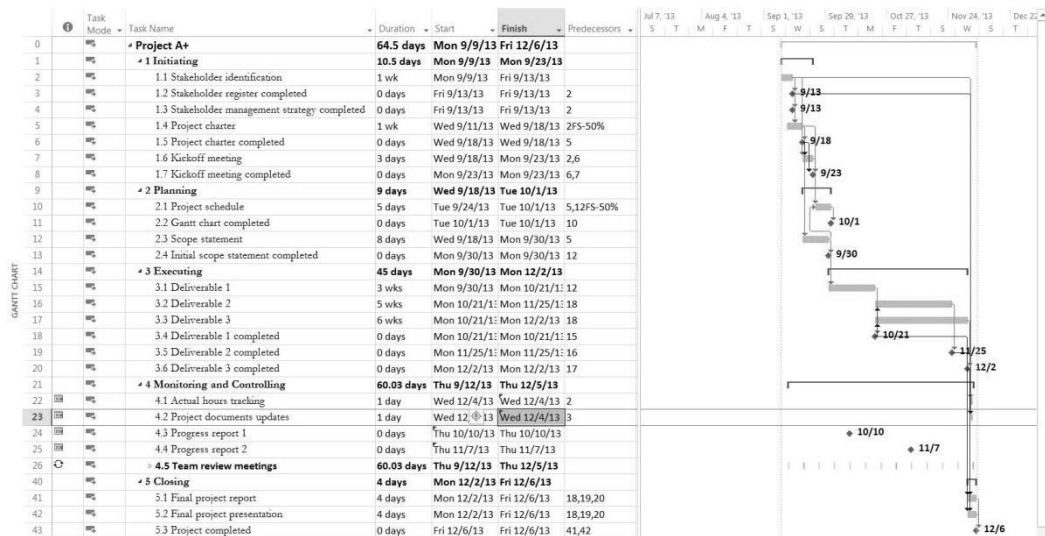 Task
Mode Task Name Duration Start Finish Predecessors
Jul 7, '13 Aug 4, '13 Sep 1, '13 Sep 29, '13 Oct 27, '13 Nov 24, '13 Dec 22
S T M F T S W S T M F T S W S
0 Project A+ 64.5 days Mon 9/9/13 Fri 12/6/13
1 1 Initiating 10.5 days Mon 9/9/13 Mon 9/23/13
2 1.1 Stakeholder identification 1 wk Mon 9/9/13 Fri 9/13/13
3 1.2 Stakeholder register completed 0 days Fri 9/13/13 Fri 9/13/13 2 9/13
4 1.3 Stakeholder management strategy completed 0 days Fri 9/13/13 Fri 9/13/13 2 9/13
5 1.4 Project charter 1 wk Wed 9/11/13 Wed 9/18/13 2FS-50%
6 1.5 Project charter completed 0 days Wed 9/18/13 Wed 9/18/13 5 9/18
7 1.6 Kickoff meeting 3 days Wed 9/18/13 Mon 9/23/13 2,6
8 1.7 Kickoff meeting completed 0 days Mon 9/23/13 Mon 9/23/13 6,7 9/23
9 2 Planning 9 days Wed 9/18/13 Tue 10/1/13
10 2.1 Project schedule 5 days Tue 9/24/13 Tue 10/1/13 5,12FS-50%
11 2.2 Gantt chart completed 0 days Tue 10/1/13 Tue 10/1/13 10 10/1
12 2.3 Scope statement 8 days Wed 9/18/13 Mon 9/30/13 5
13 2.4 Initial scope statement completed 0 days Mon 9/30/13 Mon 9/30/13 12 9/30
GANTT CHART
14 3 Executing 45 days Mon 9/30/13 Mon 12/2/13
15 3.1 Deliverable 1 3 wks Mon 9/30/13 Mon 10/21/1 12
16 3.2 Deliverable 2 5 wks Mon 10/21/1 Mon 11/25/1 18
17 3.3 Deliverable 3 6 wks Mon 10/21/1 Mon 12/2/13 18
18 3.4 Deliverable 1 completed 0 days Mon 10/21/1 Mon 10/21/1 15 10/21
19 3.5 Deliverable 2 completed 0 days Mon 11/25/1 Mon 11/25/1 16 11/25
20 3.6 Deliverable 3 completed 0 days Mon 12/2/13 Mon 12/2/13 17 12/2
21 4 Monitoring and Controlling 60.03 days Thu 9/12/13 Thu 12/5/13
22 4.1 Actual hours tracking 1 day Wed 12/4/13 Wed 12/4/13 2
23 4.2 Project documents updates 1 day Wed 12 13 Wed 12/4/13 3
24 4.3 Progress report 1 0 days Thu 10/10/13 Thu 10/10/13 10/10
25 4.4 Progress report 2 0 days Thu 11/7/13 Thu 11/7/13 11/7
26 4.5 Team review meetings 60.03 days Thu 9/12/13 Thu 12/5/13
40 5 Closing 4 days Mon 12/2/13 Fri 12/6/13
41 5.1 Final project report 4 days Mon 12/2/13 Fri 12/6/13 18,19,20
42 5.2 Final project presentation 4 days Mon 12/2/13 Fri 12/6/13 18,19,20
43 5.3 Project completed 0 days Fri 12/6/13 Fri 12/6/13 41,42 12/6